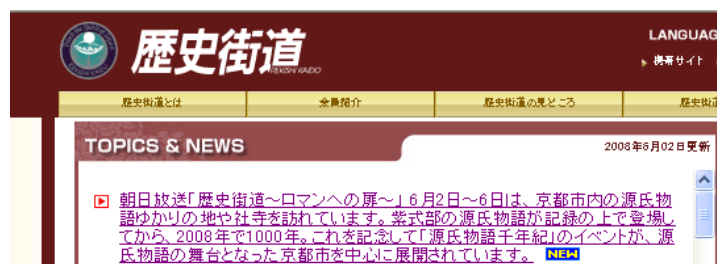 歴史街道
REKISHI KAIDO
LANGUAG
携帯サイト
歴史街道とは
会員紹介
歴史街道の見どころ
歴史街道
TOPICS & NEWS
2008年6月02日更新
朝日放送「歴史街道～ロマンへの扉～」6月2日～6日は、京都市内の源氏物
語ゆかりの地や社寺を訪れています。紫式部の源氏物語が記録の上で登場し
てから、2008年で1000年。これを記念して「源氏物語千年紀」のイベントが、源
氏物語の舞台となった京都市を中心に展開されています。 NEW